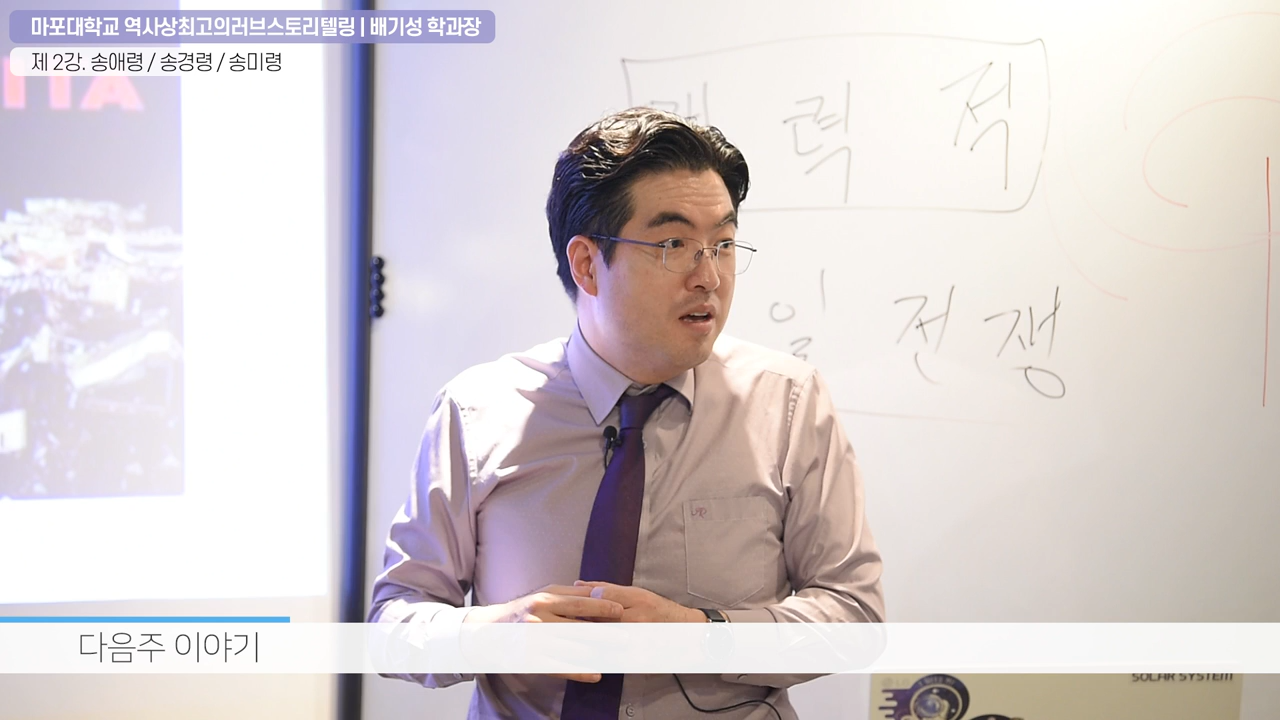 마포대학교 역사상최고의러브스토리텔링 | 배기성 학과장
제 2강. 송애령 / 송경령 / 송미령
력 적
일 전쟁
다음주 이야기
SOLAR SYSTEM